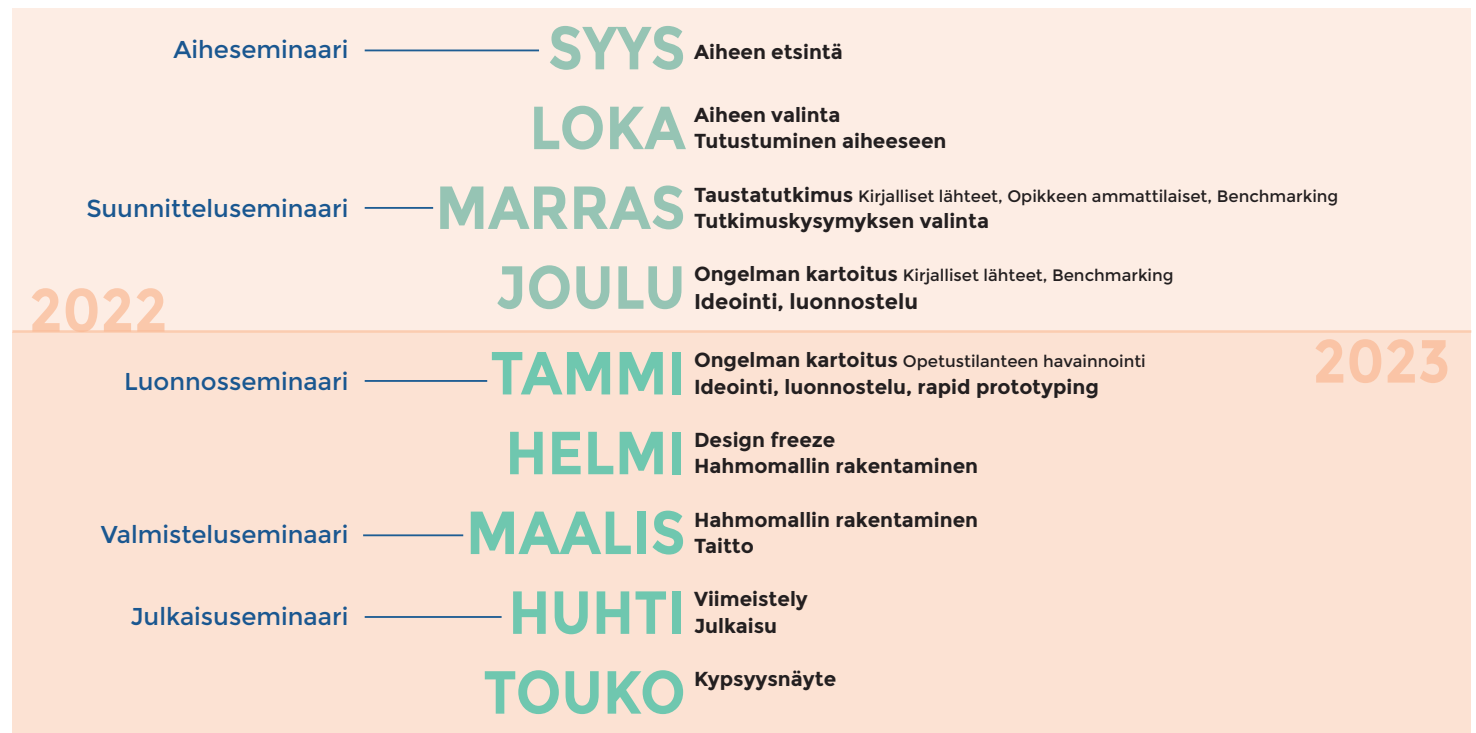 Aiheseminaari SYYS Aiheen etsintä
LOKA Aiheen valinta
Tutustuminen aiheeseen
Suunnitteluseminaari MARRAS Taustatutkimus Kirjalliset lähteet, Opikkeen ammattilaiset, Benchmarking
Tutkimuskysymyksen valinta
JOULU Ongelman kartoitus Kirjalliset lähteet, Benchmarking
Ideointi, luonnostelu
2022
2023
Luonnosseminaari TAMMI Ongelman kartoitus Opetustilanteen havainnointi
Ideointi, luonnostelu, rapid prototyping
HELMI Design freeze
Hahmomallin rakentaminen
Valmisteluseminaari MAALIS Hahmomallin rakentaminen
Taitto
Julkaisuseminaari HUHTI Viimeistely
Julkaisu
TOUKO Kypsyysnäyte